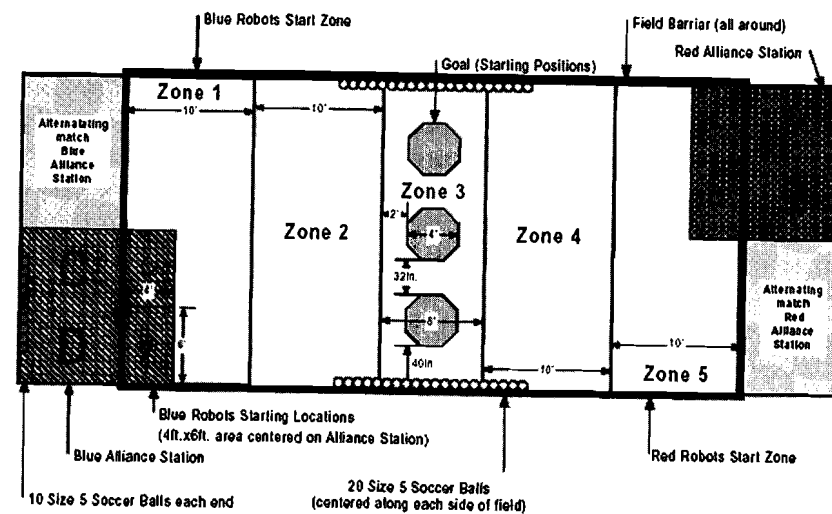 Blue Robots Start Zone
Field Barriar (all around)
Red Alliance Station
Goal (Starting Positions)
Zone 1
10'
10'
Alternatating
match
Blue
Alliance
Station
Zone 3
2'
4'
Zone 2
Zone 4
32in.
4'
6'
8'
40in
Alternating
match
Red
Alliance
Station
10'
10'
Zone 5
Blue Robots Starting Locations
(4ft.x6ft. area centered on Alliance Station)
Blue Alliance Station
Red Robots Start Zone
10 Size 5 Soccer Balls each end
20 Size 5 Soccer Balls
(centered along each side of field)